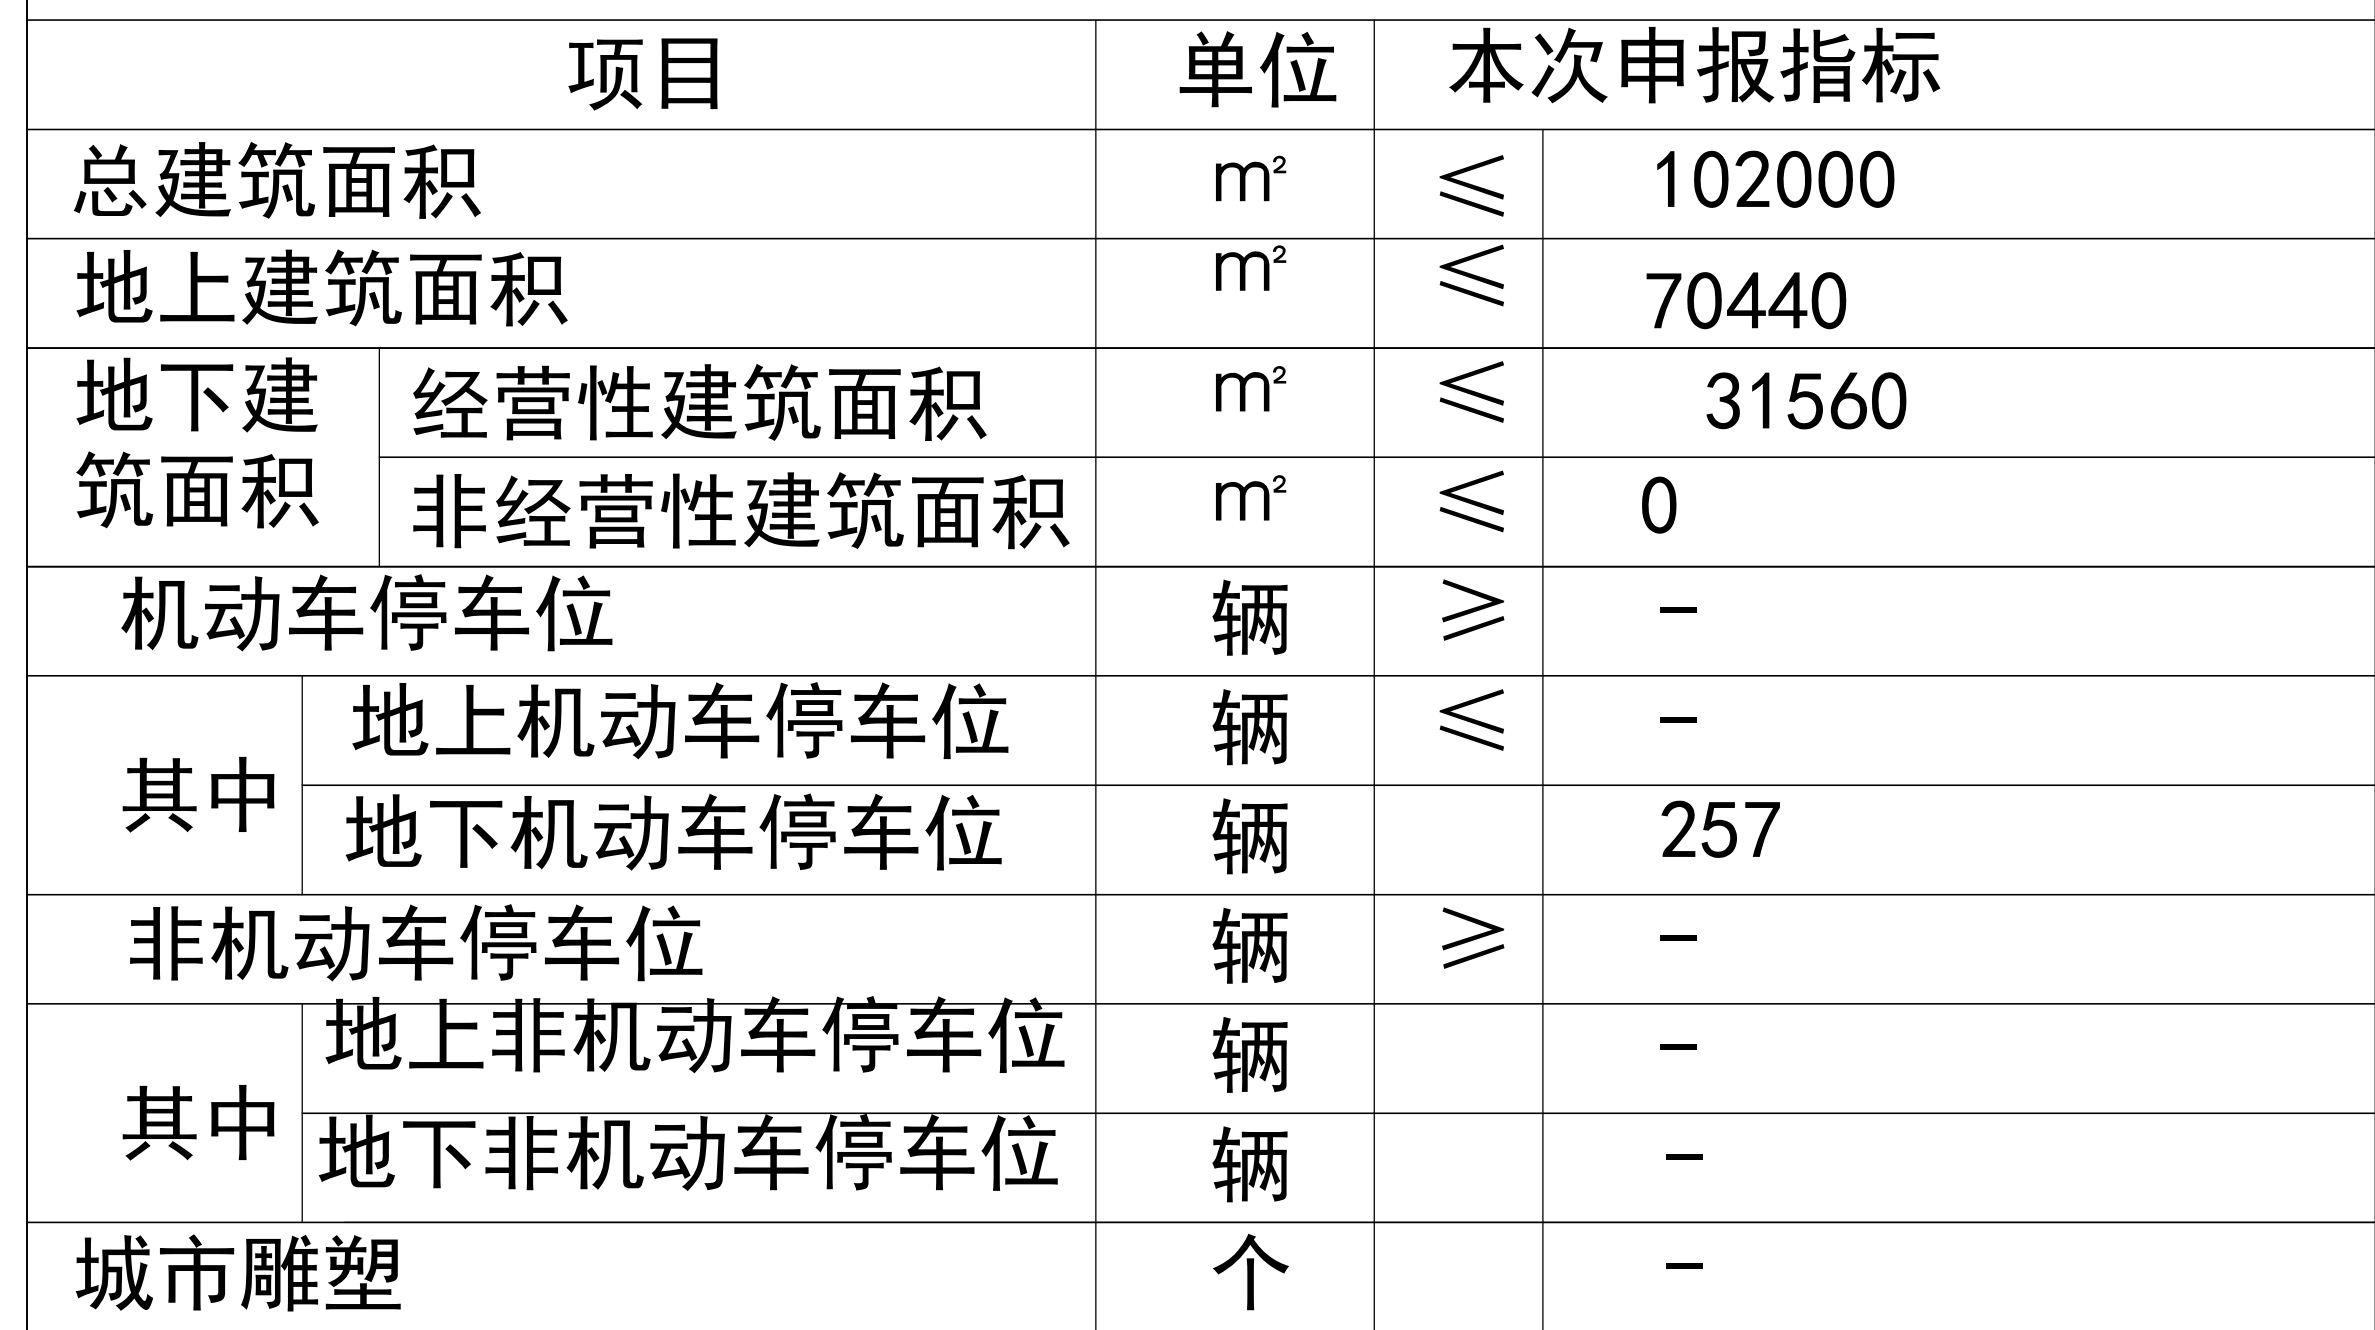 项目 单位 本次申报指标
总建筑面积 m² ≤ 102000
地上建筑面积 m² ≤ 70440
地下建
筑面积
经营性建筑面积 m² ≤ 31560
非经营性建筑面积 m² ≤ 0
机动车停车位 辆 ≥ -
其中
地上机动车停车位 辆 ≤ -
地下机动车停车位 辆 257
非机动车停车位 辆 ≥ -
其中
地上非机动车停车位 辆 -
地下非机动车停车位 辆 -
城市雕塑 个 -